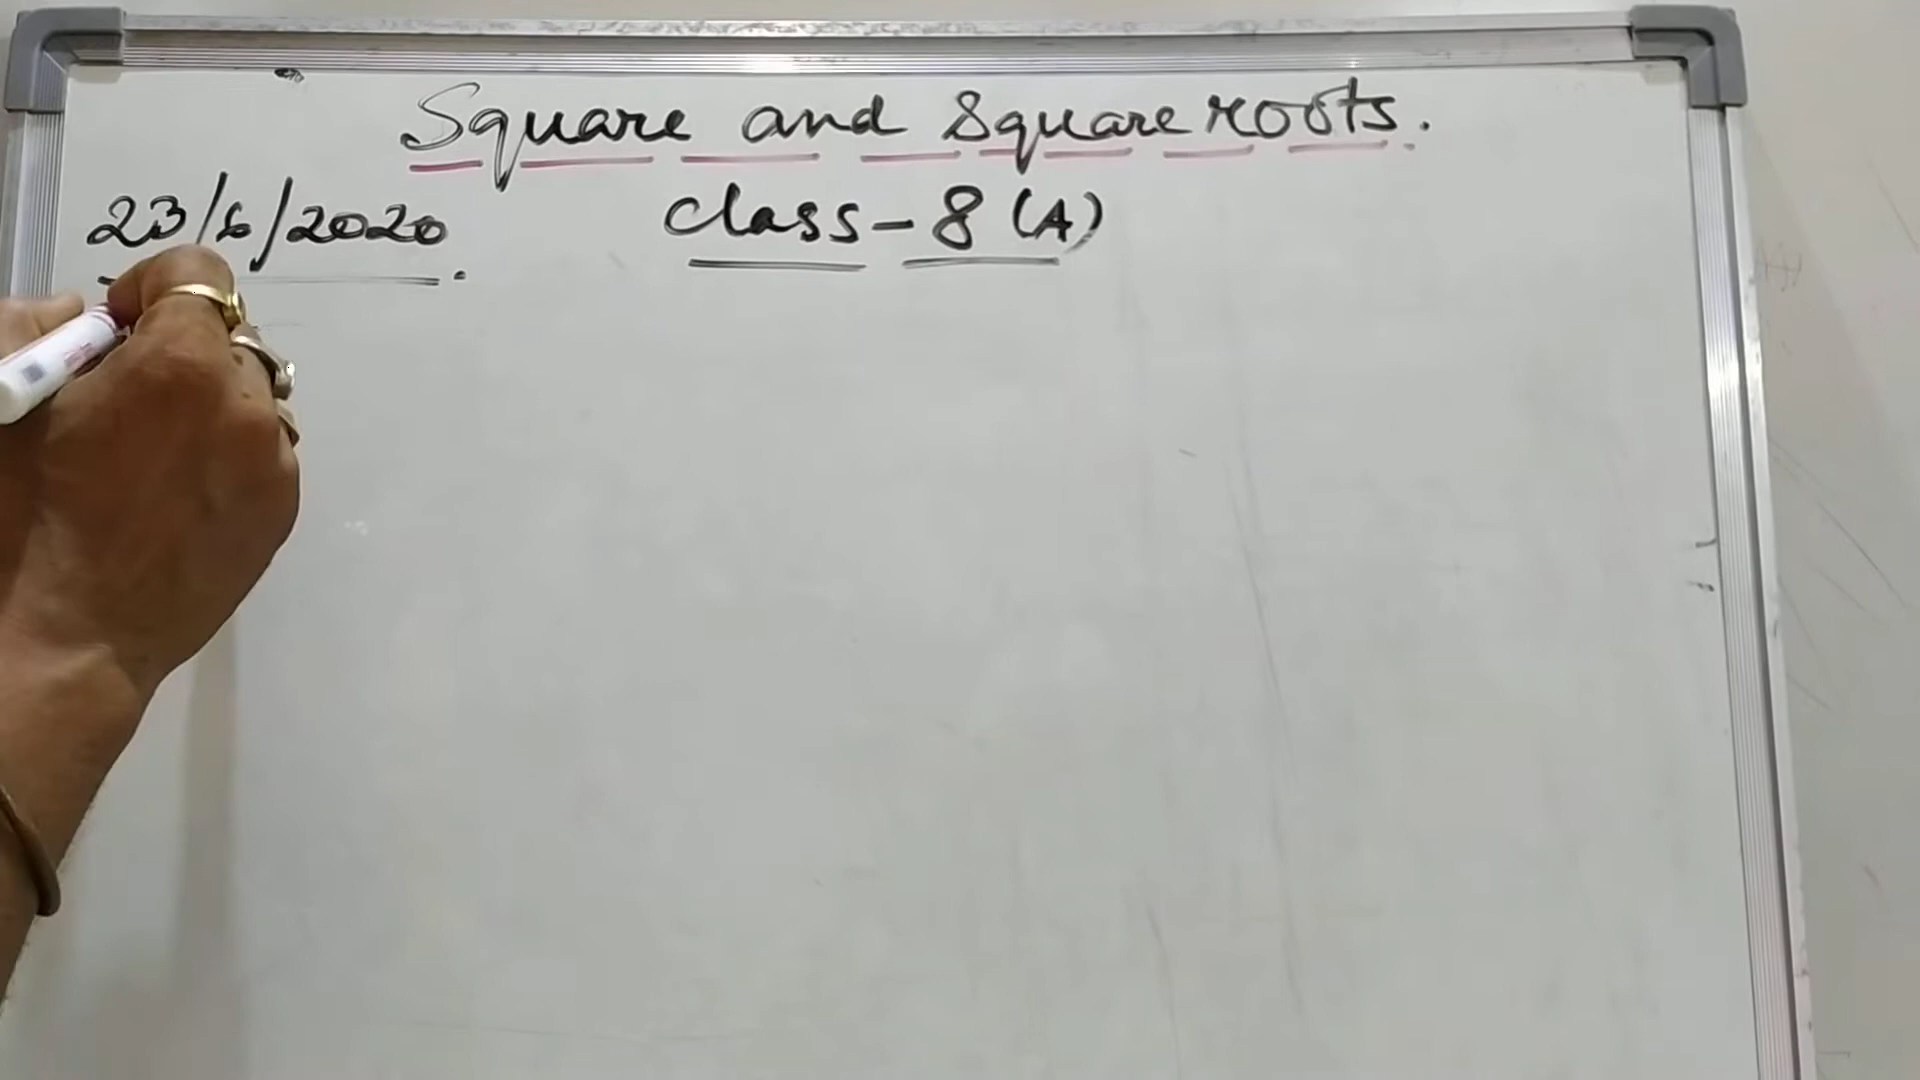 Square and Square roots.
23/6/2020. class - 8 (A)